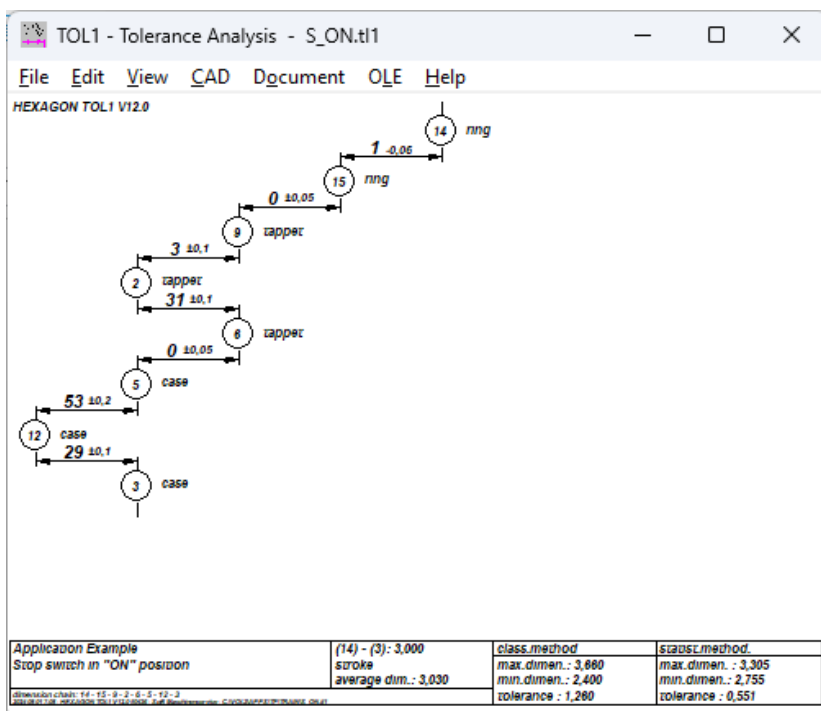 TOL1 - Tolerance Analysis - S_ON.tl1
File Edit View CAD Document OLE Help
HEXAGON TOL1 V12.0
14 ring
1 -0,06
15 ring
0 ±0,05
9 rapper
3 ±0,1
2 rapper
31 ±0,1
6 rapper
0 ±0,05
5 case
53 ±0,2
12 case
29 ±0,1
3 case
Application Example
Stop switch in "ON" position
dimension chain: 14 - 15 - 9 - 2 - 6 - 5 - 12 - 3
(14) - (3): 3,000
stroke
average dim.: 3,030
class.method
max.dimen.: 3,660
min.dimen.: 2,400
tolerance : 1,260
statist.method.
max.dimen. : 3,305
min.dimen.: 2,755
tolerance : 0,551